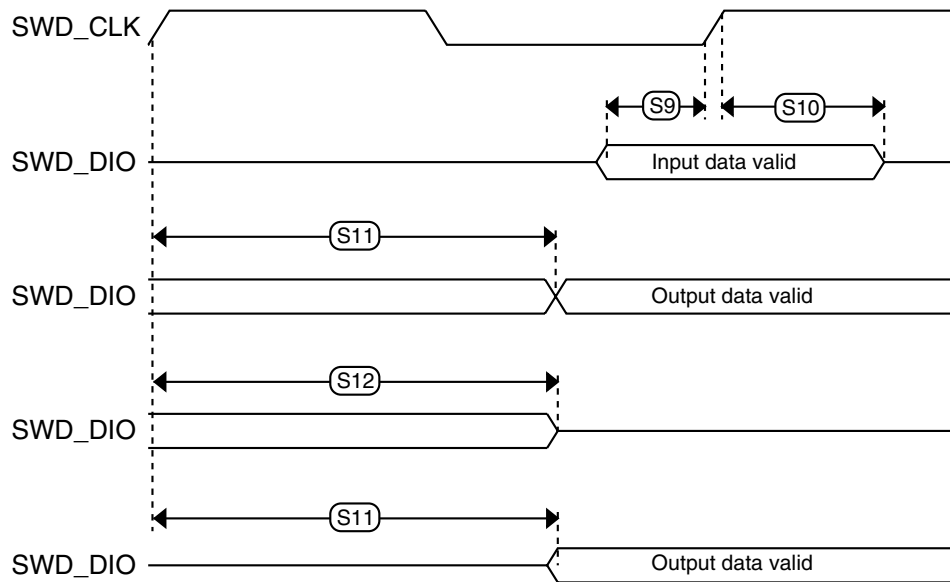 SWD_CLK
S9
S10
SWD_DIO
Input data valid
S11
SWD_DIO
Output data valid
S12
SWD_DIO
S11
SWD_DIO
Output data valid